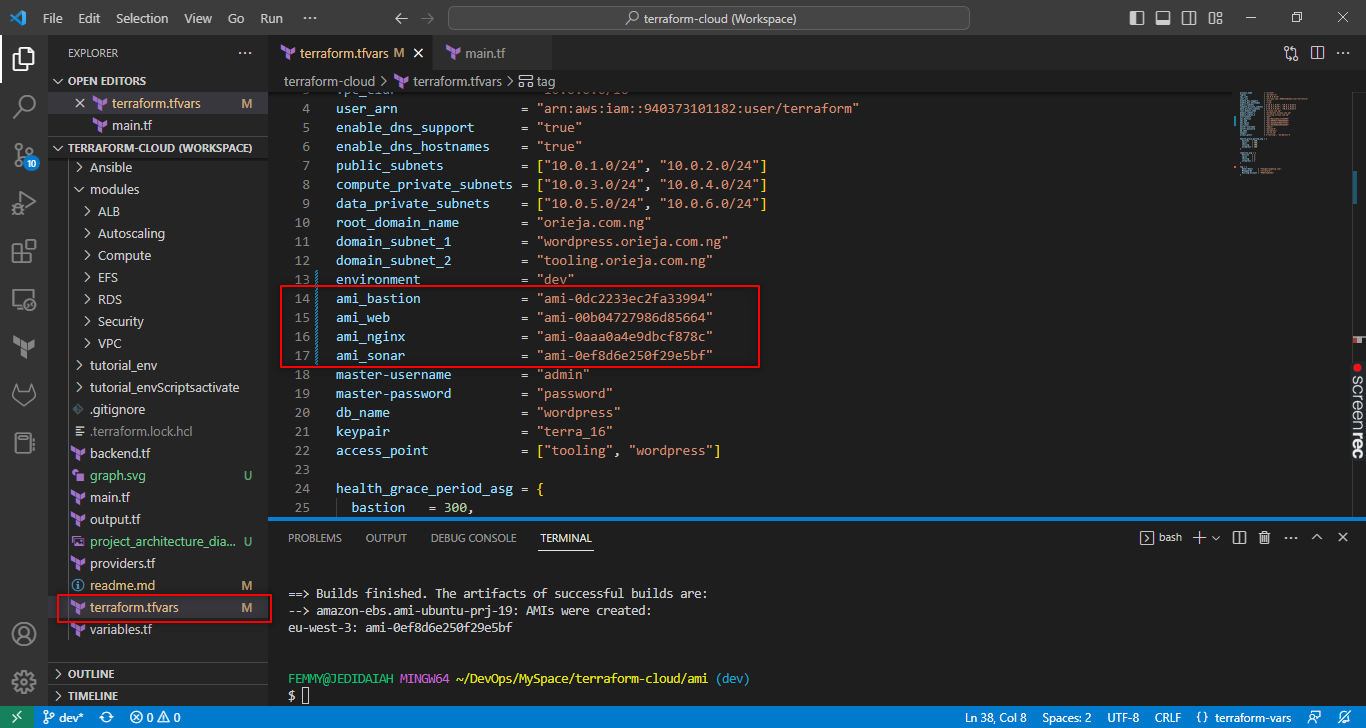 File Edit Selection View Go Run ··· terraform-cloud (Workspace)
EXPLORER ···
OPEN EDITORS
terraform.tfvars M
main.tf
TERRAFORM-CLOUD (WORKSPACE)
Ansible
modules
ALB
Autoscaling
Compute
EFS
RDS
Security
VPC
tutorial_env
tutorial_envScriptsactivate
.gitignore
.terraform.lock.hcl
backend.tf
graph.svg U
main.tf
output.tf
project_architecture_dia... U
providers.tf
readme.md M
terraform.tfvars M
variables.tf
OUTLINE
TIMELINE
10
terraform.tfvars M main.tf
terraform-cloud > terraform.tfvars > tag
4 user_arn = "arn:aws:iam::940373101182:user/terraform"
5 enable_dns_support = "true"
6 enable_dns_hostnames = "true"
7 public_subnets = ["10.0.1.0/24", "10.0.2.0/24"]
8 compute_private_subnets = ["10.0.3.0/24", "10.0.4.0/24"]
9 data_private_subnets = ["10.0.5.0/24", "10.0.6.0/24"]
10 root_domain_name = "orieja.com.ng"
11 domain_subnet_1 = "wordpress.orieja.com.ng"
12 domain_subnet_2 = "tooling.orieja.com.ng"
13 environment = "dev"
14 ami_bastion = "ami-0dc2233ec2fa33994"
15 ami_web = "ami-00b04727986d85664"
16 ami_nginx = "ami-0aaa0a4e9dbcf878c"
17 ami_sonar = "ami-0ef8d6e250f29e5bf"
18 master-username = "admin"
19 master-password = "password"
20 db_name = "wordpress"
21 keypair = "terra_16"
22 access_point = ["tooling", "wordpress"]
23
24 health_grace_period_asg = {
25 bastion = 300,
screenrec
PROBLEMS OUTPUT DEBUG CONSOLE TERMINAL bash
==> Builds finished. The artifacts of successful builds are:
--> amazon-ebs.ami-ubuntu-prj-19: AMIs were created:
eu-west-3: ami-0ef8d6e250f29e5bf
FEMMY@JEDIDAIAH MINGW64 ~/DevOps/MySpace/terraform-cloud/ami (dev)
$
dev* 0 0 Ln 38, Col 8 Spaces: 2 UTF-8 CRLF {} terraform-vars